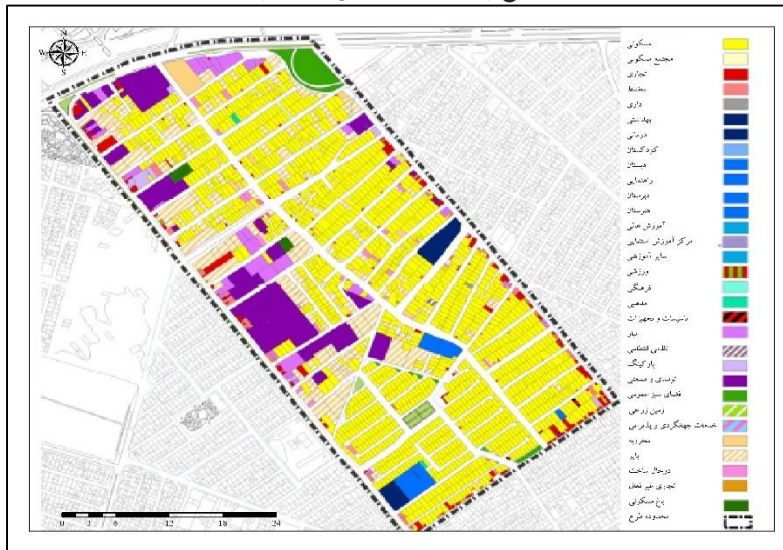 N
W
S
مسکونی
مجتمع مسکونی
تجاری
مختلط
اداری
بهداشتی
درمانی
کودکستان
دبستان
راهنمایی
دبیرستان
هنرستان
آموزش عالی
مرکز آموزش استثنایی
سایر آموزشی
ورزشی
فرهنگی
مذهبی
تاسیسات و تجهیزات
انبار
نظامی انتظامی
پارکینگ
تولیدی و صنعتی
فضای سبز عمومی
زمین زراعی
خدمات جهانگردی و پذیرایی
مخروبه
بایر
درحال ساخت
تجاری غیر فعال
باغ مسکونی
محدوده طرح
0 3 6 12 18 24